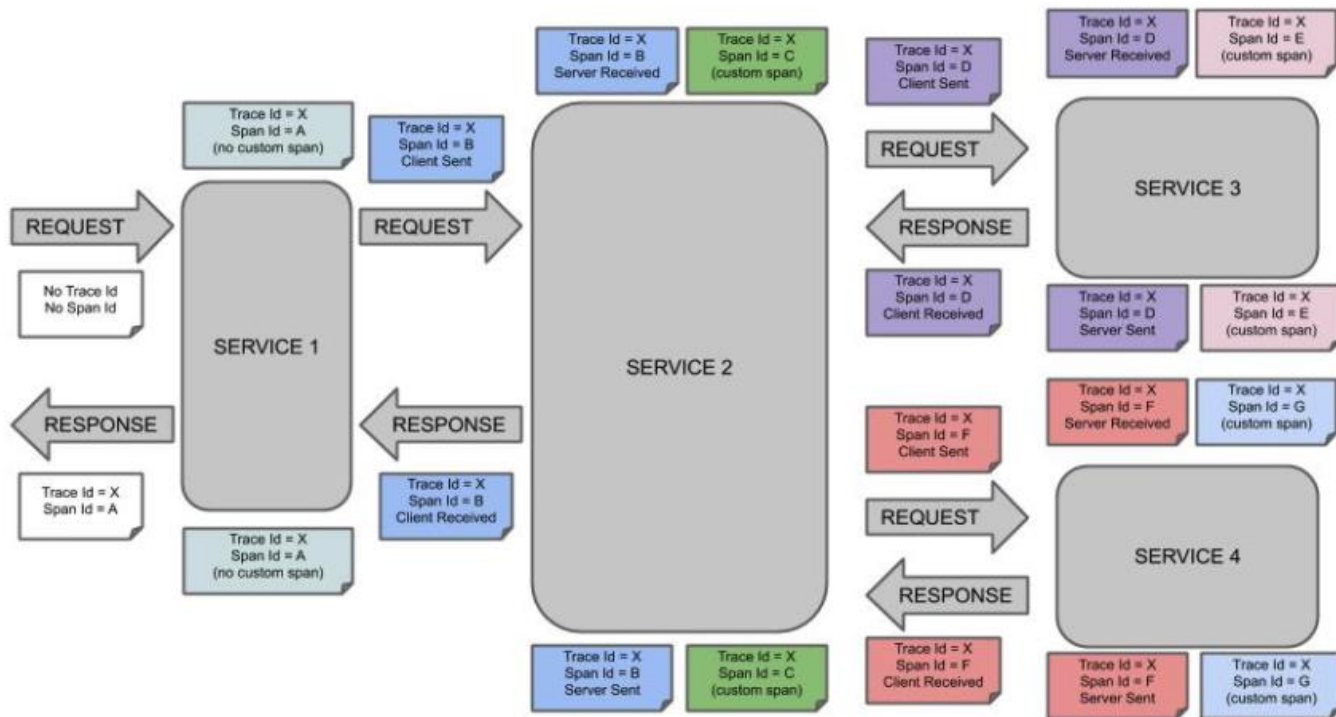 Trace Id = X
Span Id = B
Server Received
Trace Id = X
Span Id = C
(custom span)
Trace Id = X
Span Id = D
Client Sent
Trace Id = X
Span Id = D
Server Received
Trace Id = X
Span Id = E
(custom span)
Trace Id = X
Span Id = A
(no custom span)
Trace Id = X
Span Id = B
Client Sent
REQUEST
REQUEST
REQUEST
SERVICE 3
RESPONSE
No Trace Id
No Span Id
Trace Id = X
Span Id = D
Client Received
Trace Id = X
Span Id = D
Server Sent
Trace Id = X
Span Id = E
(custom span)
SERVICE 1
SERVICE 2
RESPONSE
RESPONSE
Trace Id = X
Span Id = F
Client Sent
Trace Id = X
Span Id = F
Server Received
Trace Id = X
Span Id = G
(custom span)
Trace Id = X
Span Id = A
Trace Id = X
Span Id = B
Client Received
REQUEST
SERVICE 4
Trace Id = X
Span Id = A
(no custom span)
RESPONSE
Trace Id = X
Span Id = B
Server Sent
Trace Id = X
Span Id = C
(custom span)
Trace Id = X
Span Id = F
Client Received
Trace Id = X
Span Id = F
Server Sent
Trace Id = X
Span Id = G
(custom span)